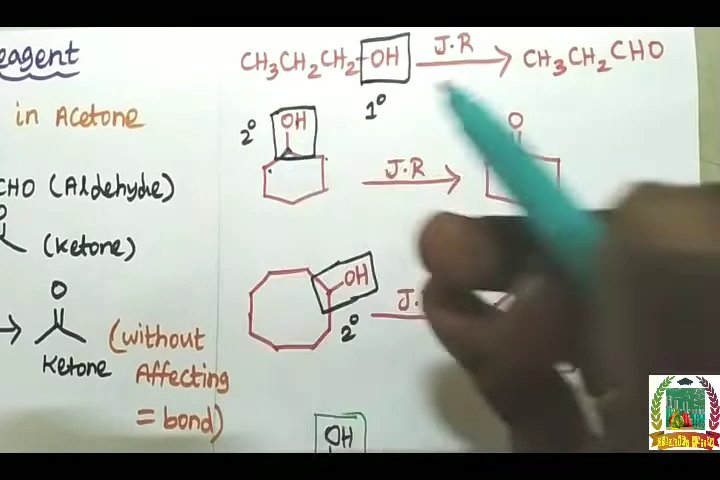 eagent
in Acetone
CHO (Aldehyde)
O
(Ketone)
O
Ketone
(without
Affecting
= bond)
CH₃CH₂CH₂-OH J.R CH₃CH₂CHO
1°
2° OH J.R O
OH
2° J.
OH